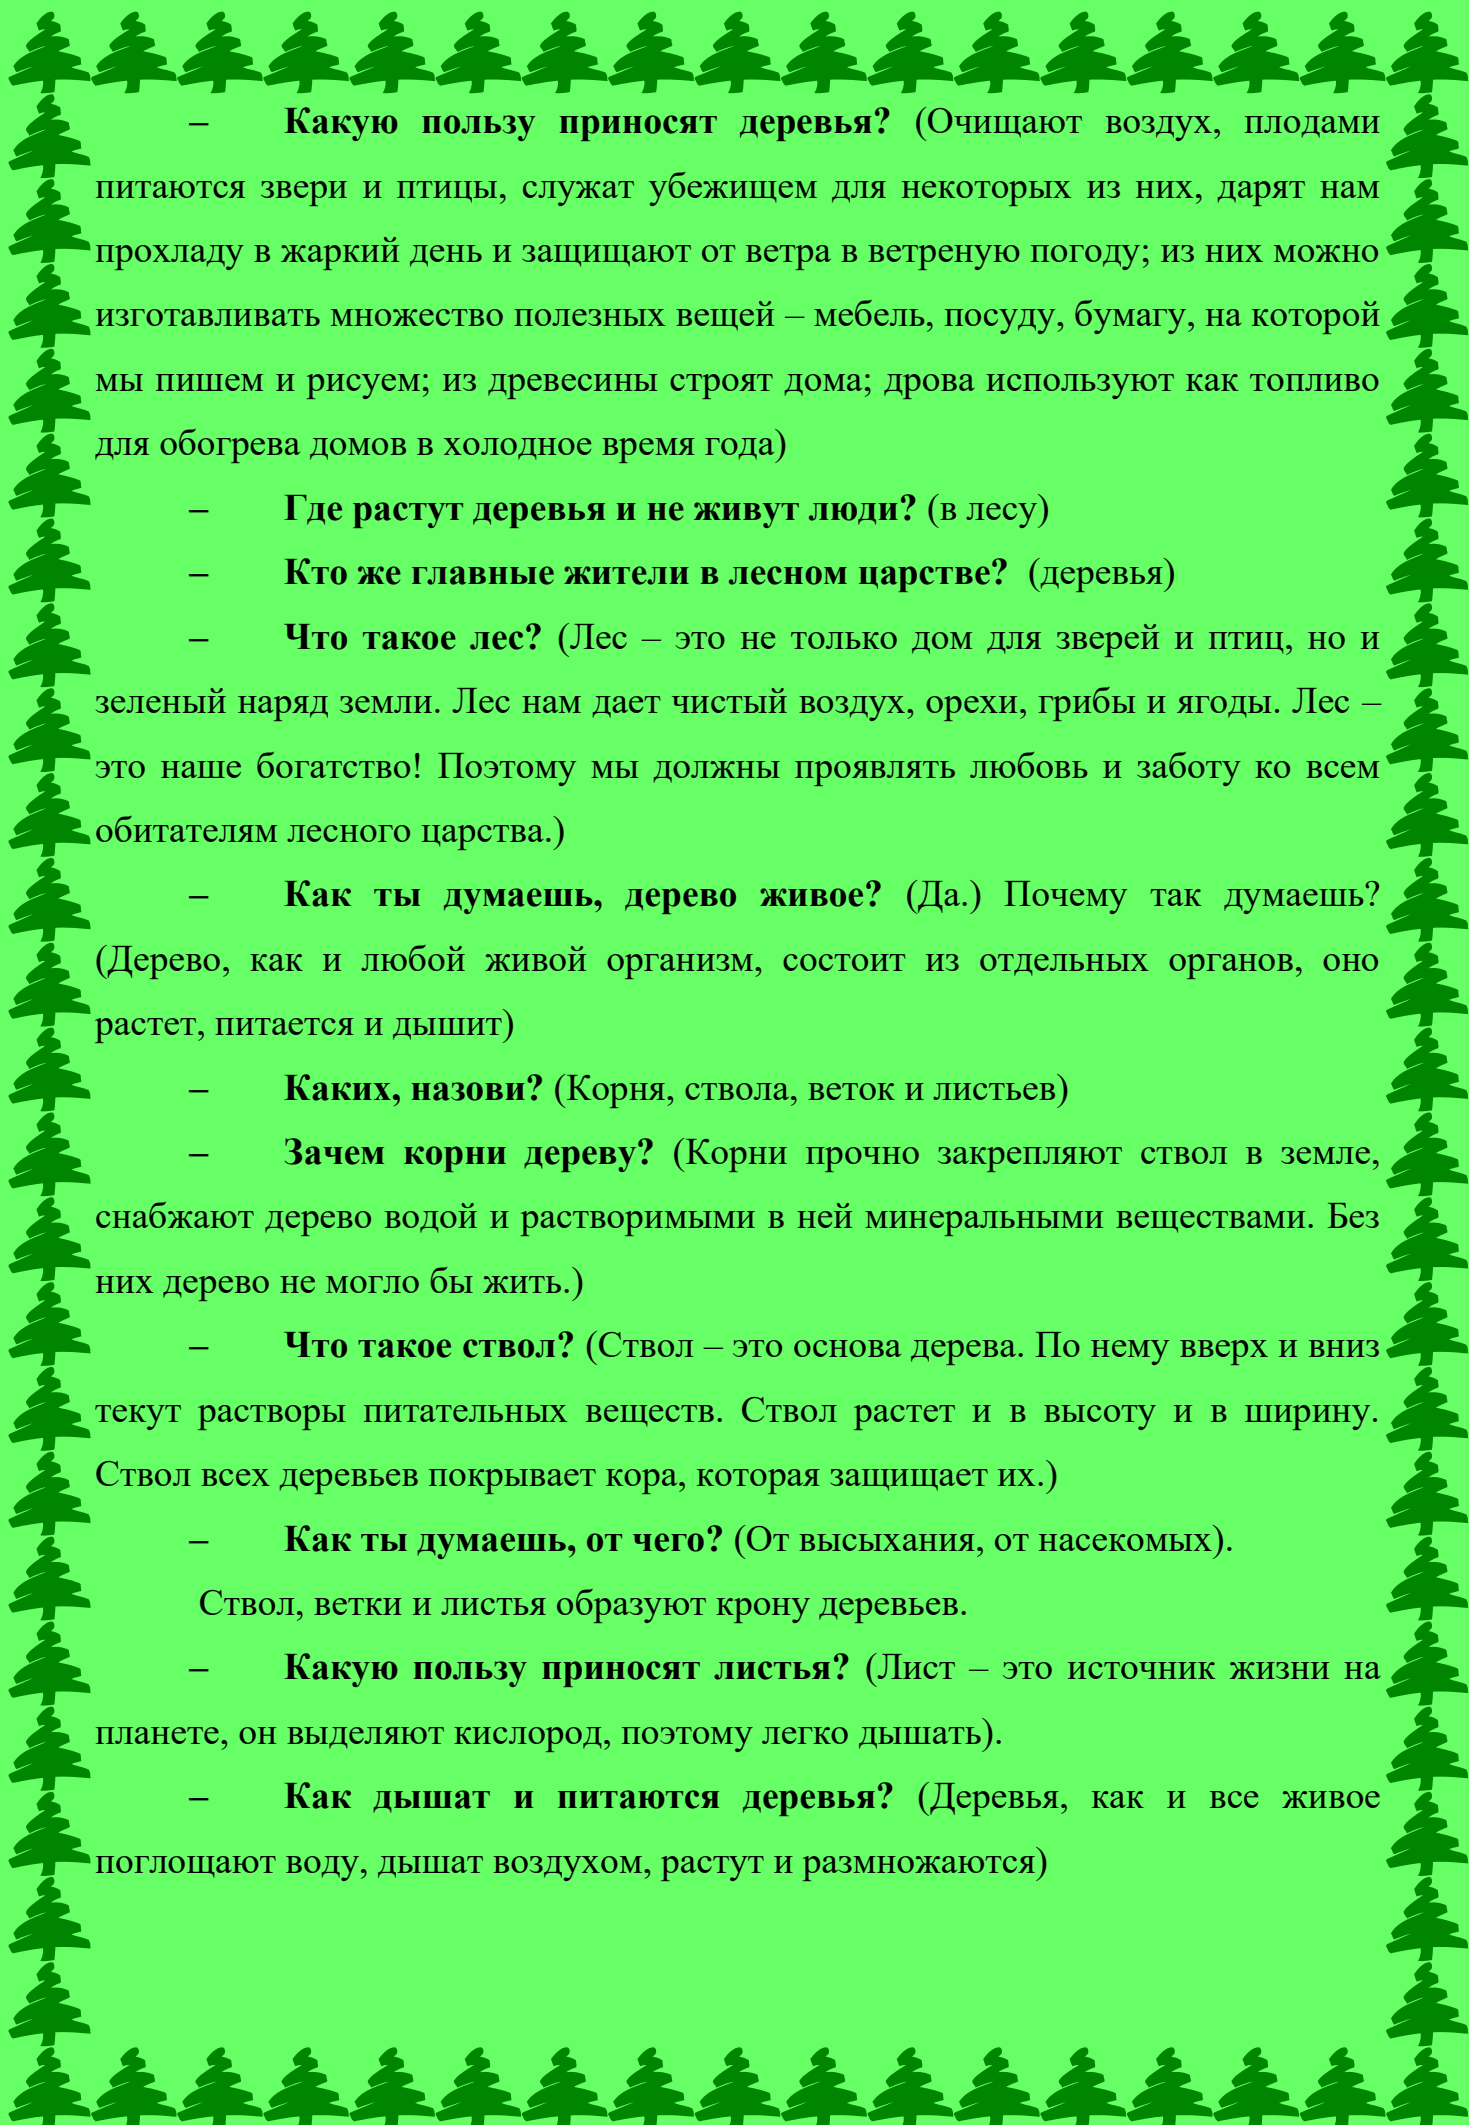 – Какую пользу приносят деревья? (Очищают воздух, плодами
питаются звери и птицы, служат убежищем для некоторых из них, дарят нам
прохладу в жаркий день и защищают от ветра в ветреную погоду; из них можно
изготавливать множество полезных вещей – мебель, посуду, бумагу, на которой
мы пишем и рисуем; из древесины строят дома; дрова используют как топливо
для обогрева домов в холодное время года)
– Где растут деревья и не живут люди? (в лесу)
– Кто же главные жители в лесном царстве? (деревья)
– Что такое лес? (Лес – это не только дом для зверей и птиц, но и
зеленый наряд земли. Лес нам дает чистый воздух, орехи, грибы и ягоды. Лес –
это наше богатство! Поэтому мы должны проявлять любовь и заботу ко всем
обитателям лесного царства.)
– Как ты думаешь, дерево живое? (Да.) Почему так думаешь?
(Дерево, как и любой живой организм, состоит из отдельных органов, оно
растет, питается и дышит)
– Каких, назови? (Корня, ствола, веток и листьев)
– Зачем корни дереву? (Корни прочно закрепляют ствол в земле,
снабжают дерево водой и растворимыми в ней минеральными веществами. Без
них дерево не могло бы жить.)
– Что такое ствол? (Ствол – это основа дерева. По нему вверх и вниз
текут растворы питательных веществ. Ствол растет и в высоту и в ширину.
Ствол всех деревьев покрывает кора, которая защищает их.)
– Как ты думаешь, от чего? (От высыхания, от насекомых).
Ствол, ветки и листья образуют крону деревьев.
– Какую пользу приносят листья? (Лист – это источник жизни на
планете, он выделяют кислород, поэтому легко дышать).
– Как дышат и питаются деревья? (Деревья, как и все живое
поглощают воду, дышат воздухом, растут и размножаются)